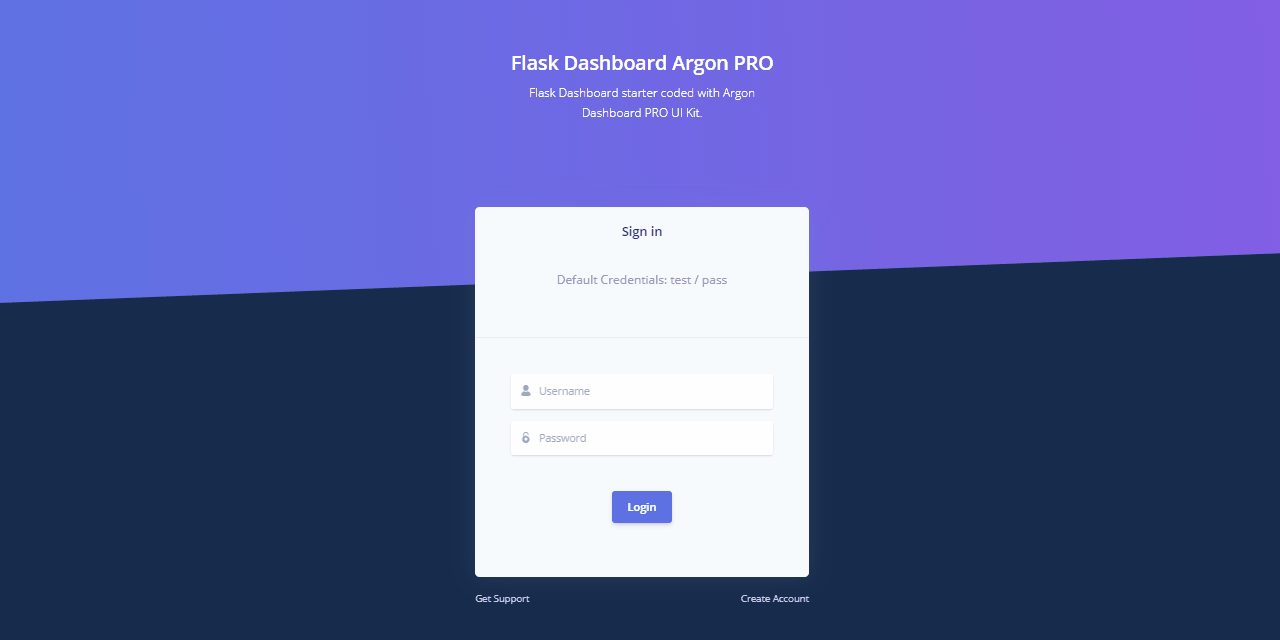 Flask Dashboard Argon PRO
Flask Dashboard starter coded with Argon
Dashboard PRO UI Kit.
Sign in
Default Credentials: test / pass
Username
Password
Login
Get Support
Create Account